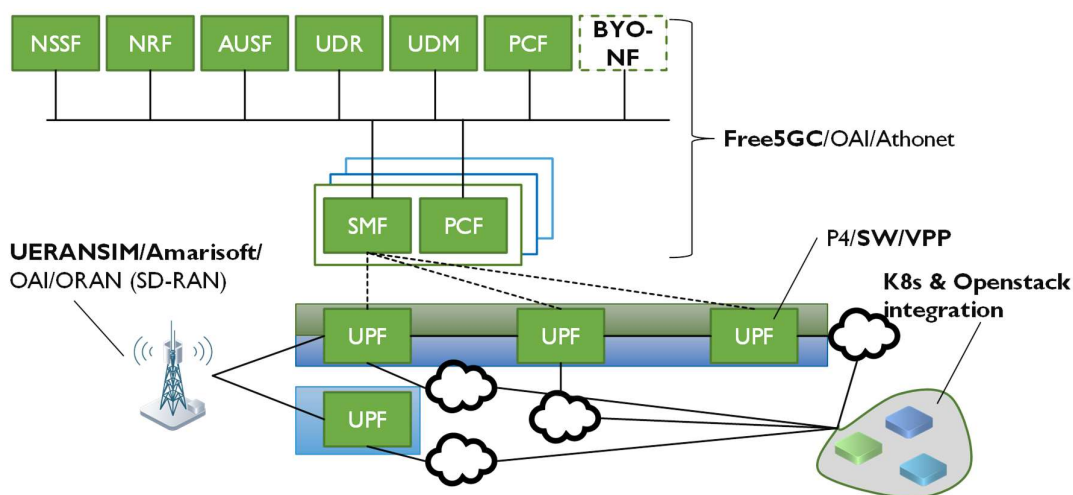 NSSF
NRF
AUSF
UDR
UDM
PCF
BYO-
NF
Free5GC/OAI/Athonet
SMF
PCF
UERANSIM/Amarisoft/
OAI/ORAN (SD-RAN)
P4/SW/VPP
K8s & Openstack
integration
UPF
UPF
UPF
UPF